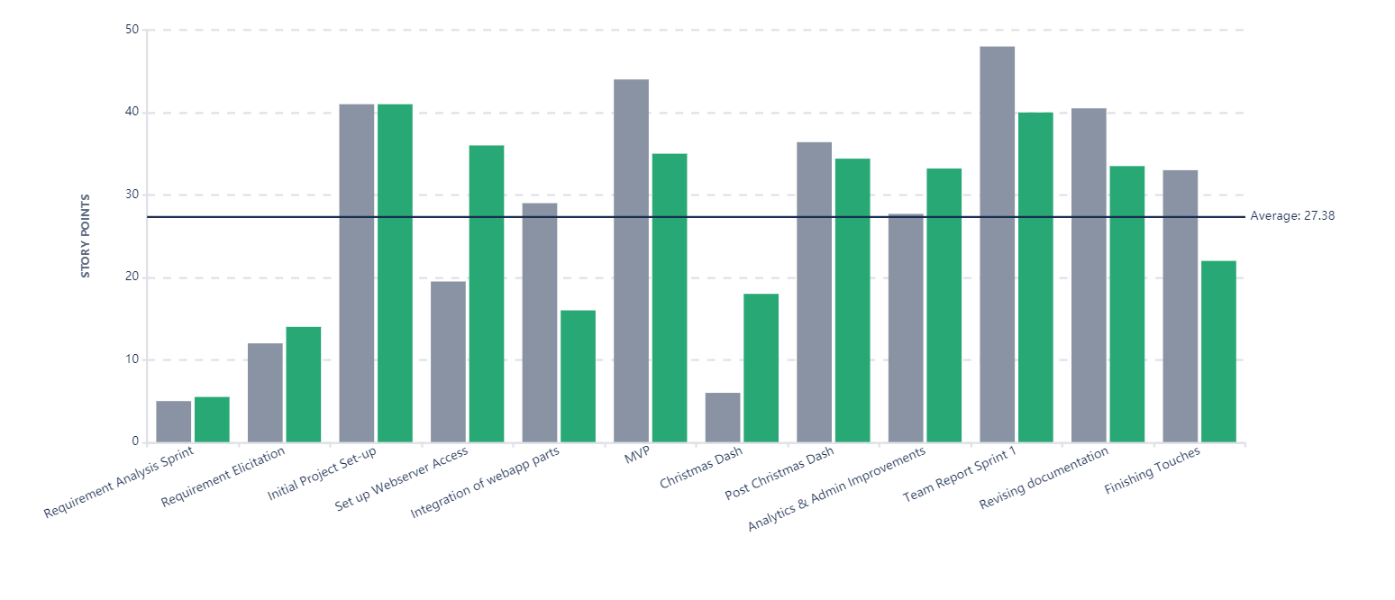 50
40
30
20
10
0
STORY POINTS
Average: 27.38
Requirement Analysis Sprint
Requirement Elicitation
Initial Project Set-up
Set up Webserver Access
Integration of webapp parts
MVP
Christmas Dash
Post Christmas Dash
Analytics & Admin Improvements
Team Report Sprint 1
Revising documentation
Finishing Touches